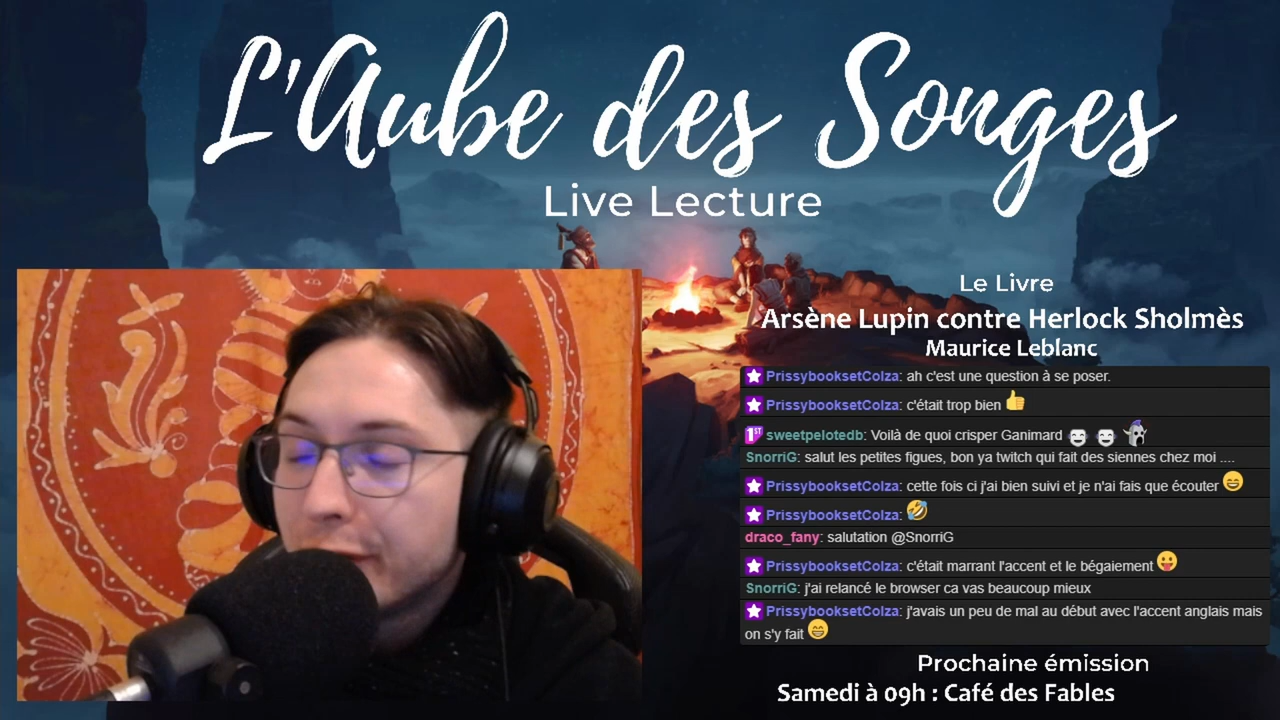 L'Aube des Songes
Live Lecture
Le Livre
Arsène Lupin contre Herlock Sholmès
Maurice Leblanc
PrissybooksetColza: ah c'est une question à se poser.
PrissybooksetColza: c'était trop bien 👍
1ST sweetpelotedb: Voilà de quoi crisper Ganimard
SnorriG: salut les petites figues, bon ya twitch qui fait des siennes chez moi ....
PrissybooksetColza: cette fois ci j'ai bien suivi et je n'ai fais que écouter 😄
PrissybooksetColza: 🤣
draco_fany: salutation @SnorriG
PrissybooksetColza: c'était marrant l'accent et le bégaiement 😛
SnorriG: j'ai relancé le browser ca vas beaucoup mieux
PrissybooksetColza: j'avais un peu de mal au début avec l'accent anglais mais
on s'y fait 😄
Prochaine émission
Samedi à 09h : Café des Fables